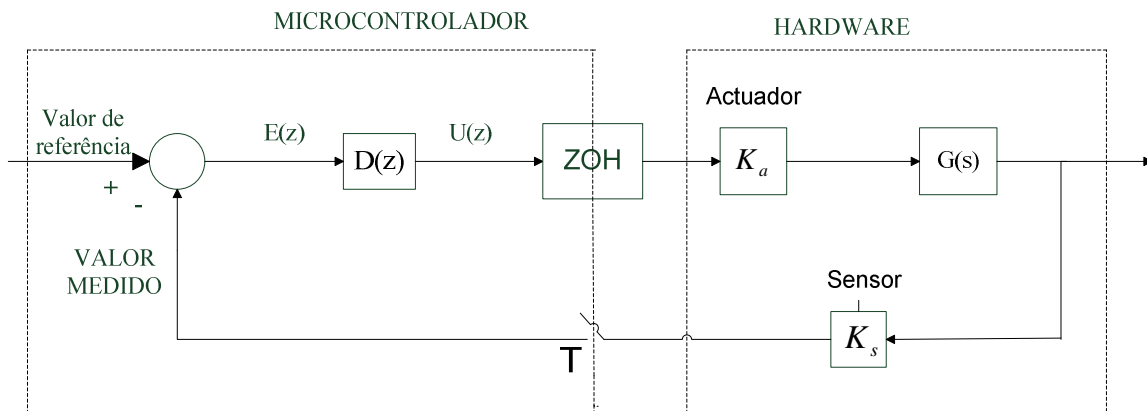 MICROCONTROLADOR
HARDWARE
Actuador
Valor de
referência
E(z)
U(z)
D(z)
ZOH
K_a
G(s)
+
-
VALOR
MEDIDO
Sensor
K_s
T